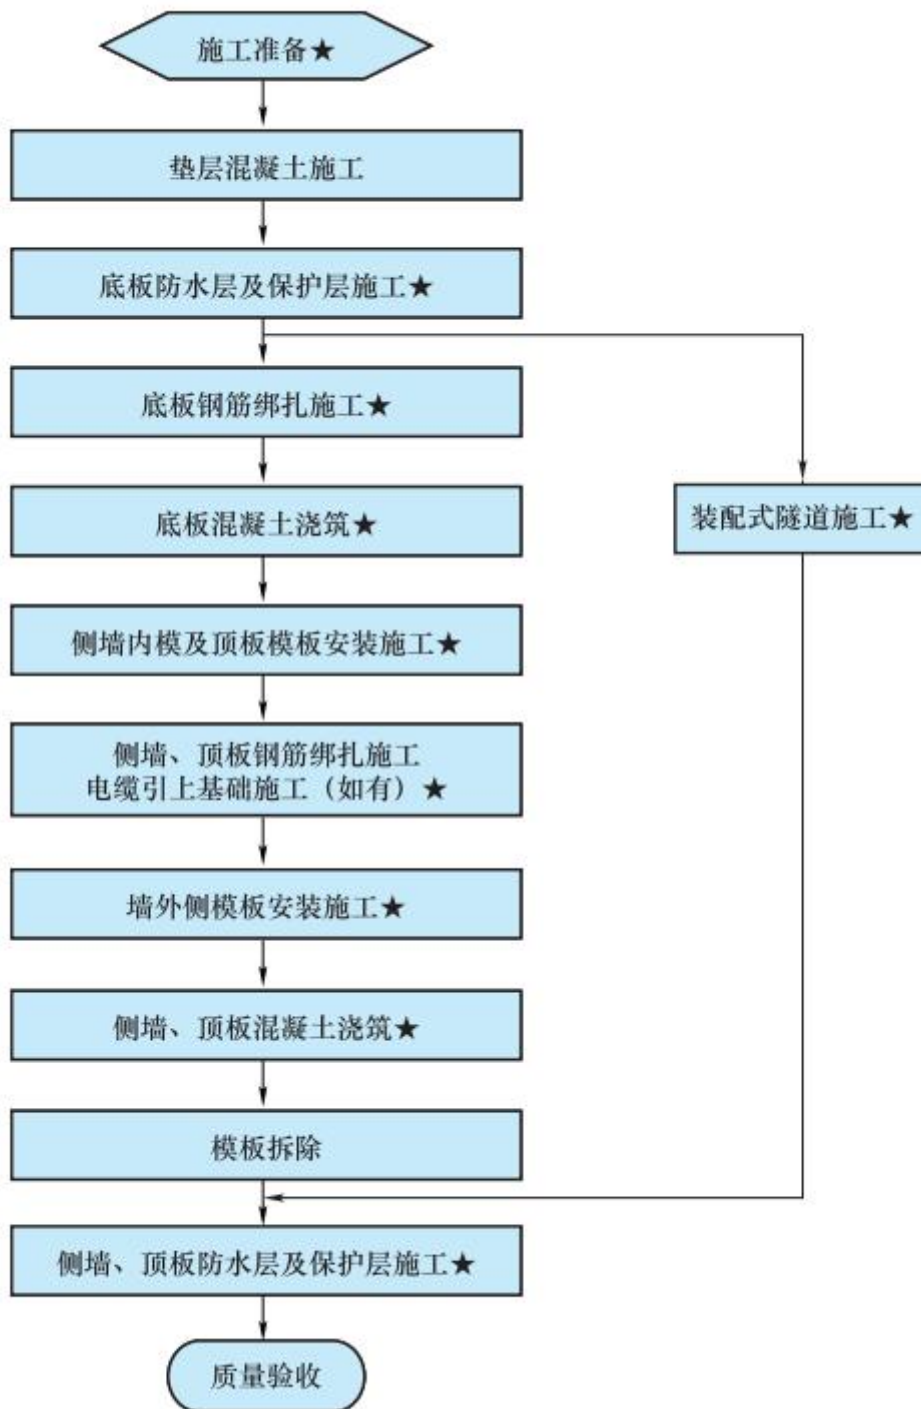 施工准备★
垫层混凝土施工
底板防水层及保护层施工★
底板钢筋绑扎施工★
底板混凝土浇筑★
装配式隧道施工★
侧墙内模及顶板模板安装施工★
侧墙、顶板钢筋绑扎施工
电缆引上基础施工（如有）★
墙外侧模板安装施工★
侧墙、顶板混凝土浇筑★
模板拆除
侧墙、顶板防水层及保护层施工★
质量验收